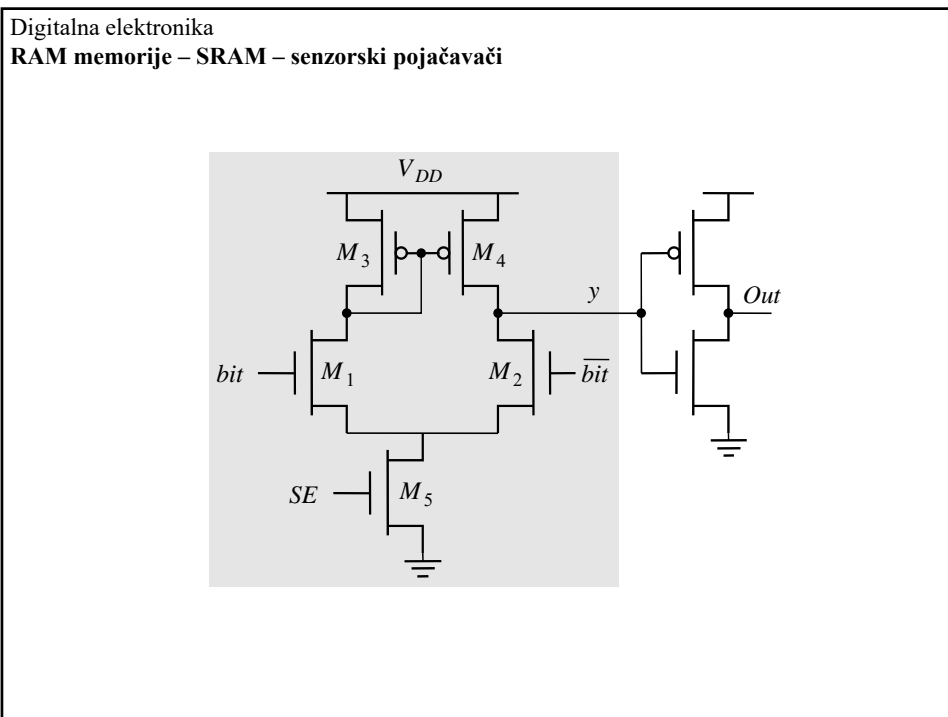 Digitalna elektronika
RAM memorije – SRAM – senzorski pojačavači
V_DD
M_3
M_4
y
Out
bit
M_1
M_2
b̅i̅t̅
SE
M_5